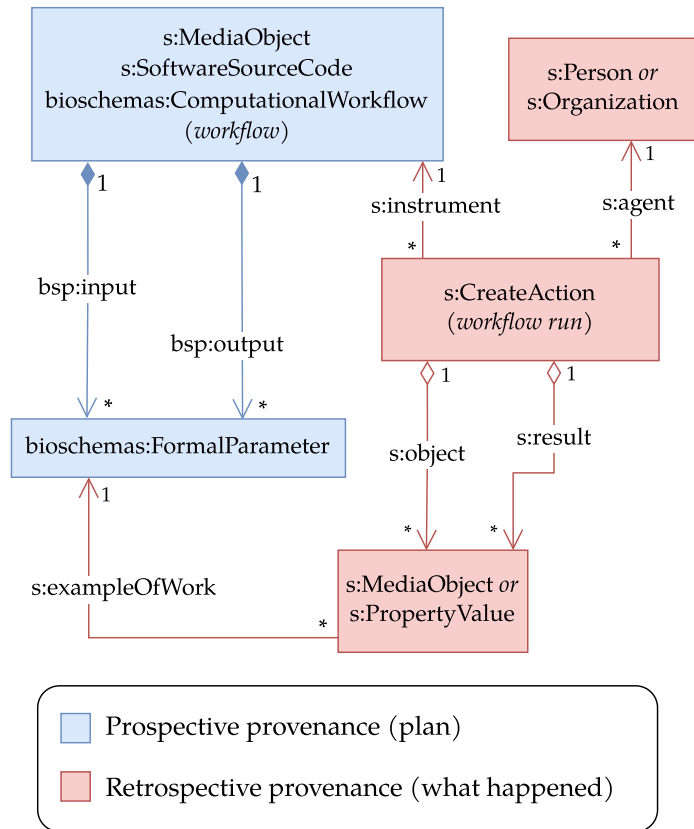 s:MediaObject
s:SoftwareSourceCode
bioschemas:ComputationalWorkflow
(workflow)
s:Person or
s:Organization
1
1
1
1
s:instrument
s:agent
*
*
bsp:input
s:CreateAction
(workflow run)
bsp:output
1
1
*
*
bioschemas:FormalParameter
s:result
s:object
1
*
*
s:exampleOfWork
s:MediaObject or
s:PropertyValue
*
Prospective provenance (plan)
Retrospective provenance (what happened)